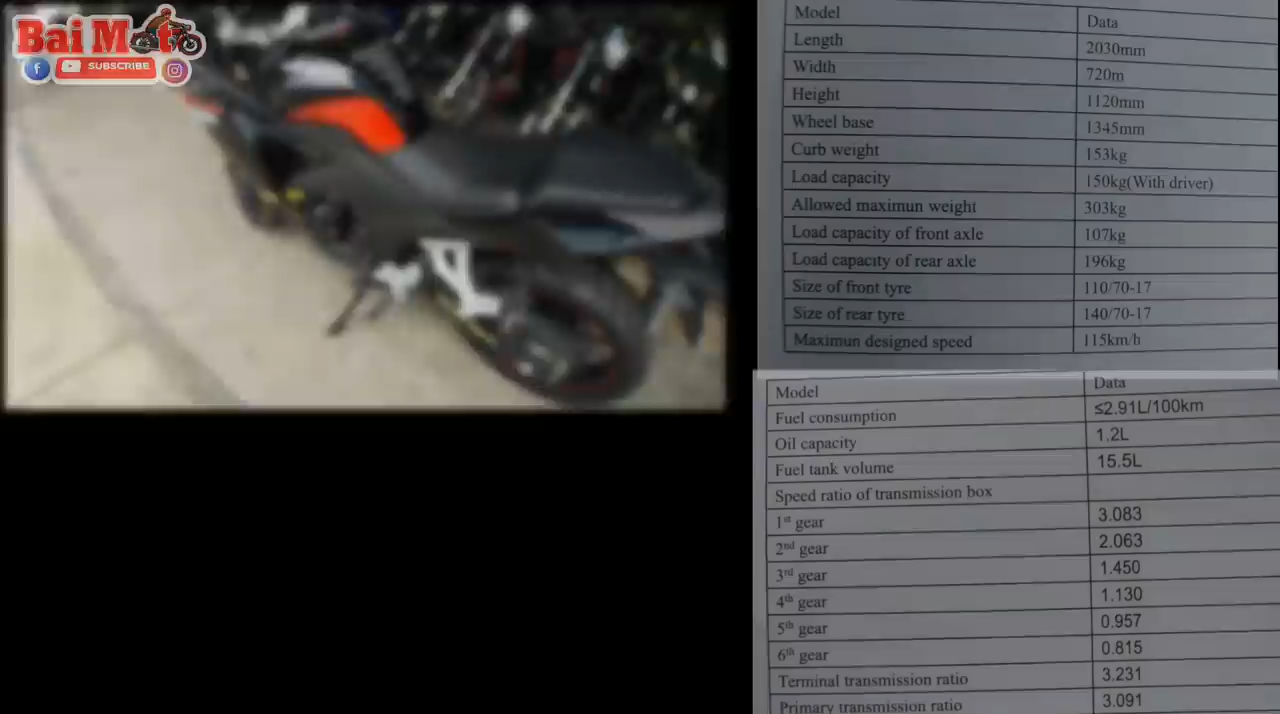 Bai Moto
SUBSCRIBE
Model Data
Length 2030mm
Width 720m
Height 1120mm
Wheel base 1345mm
Curb weight 153kg
Load capacity 150kg(With driver)
Allowed maximun weight 303kg
Load capacity of front axle 107kg
Load capacity of rear axle 196kg
Size of front tyre 110/70-17
Size of rear tyre 140/70-17
Maximun designed speed 115km/h
Model Data
Fuel consumption ≤2.91L/100km
Oil capacity 1.2L
Fuel tank volume 15.5L
Speed ratio of transmission box
1st gear 3.083
2nd gear 2.063
3rd gear 1.450
4th gear 1.130
5th gear 0.957
6th gear 0.815
Terminal transmission ratio 3.231
Primary transmission ratio 3.091